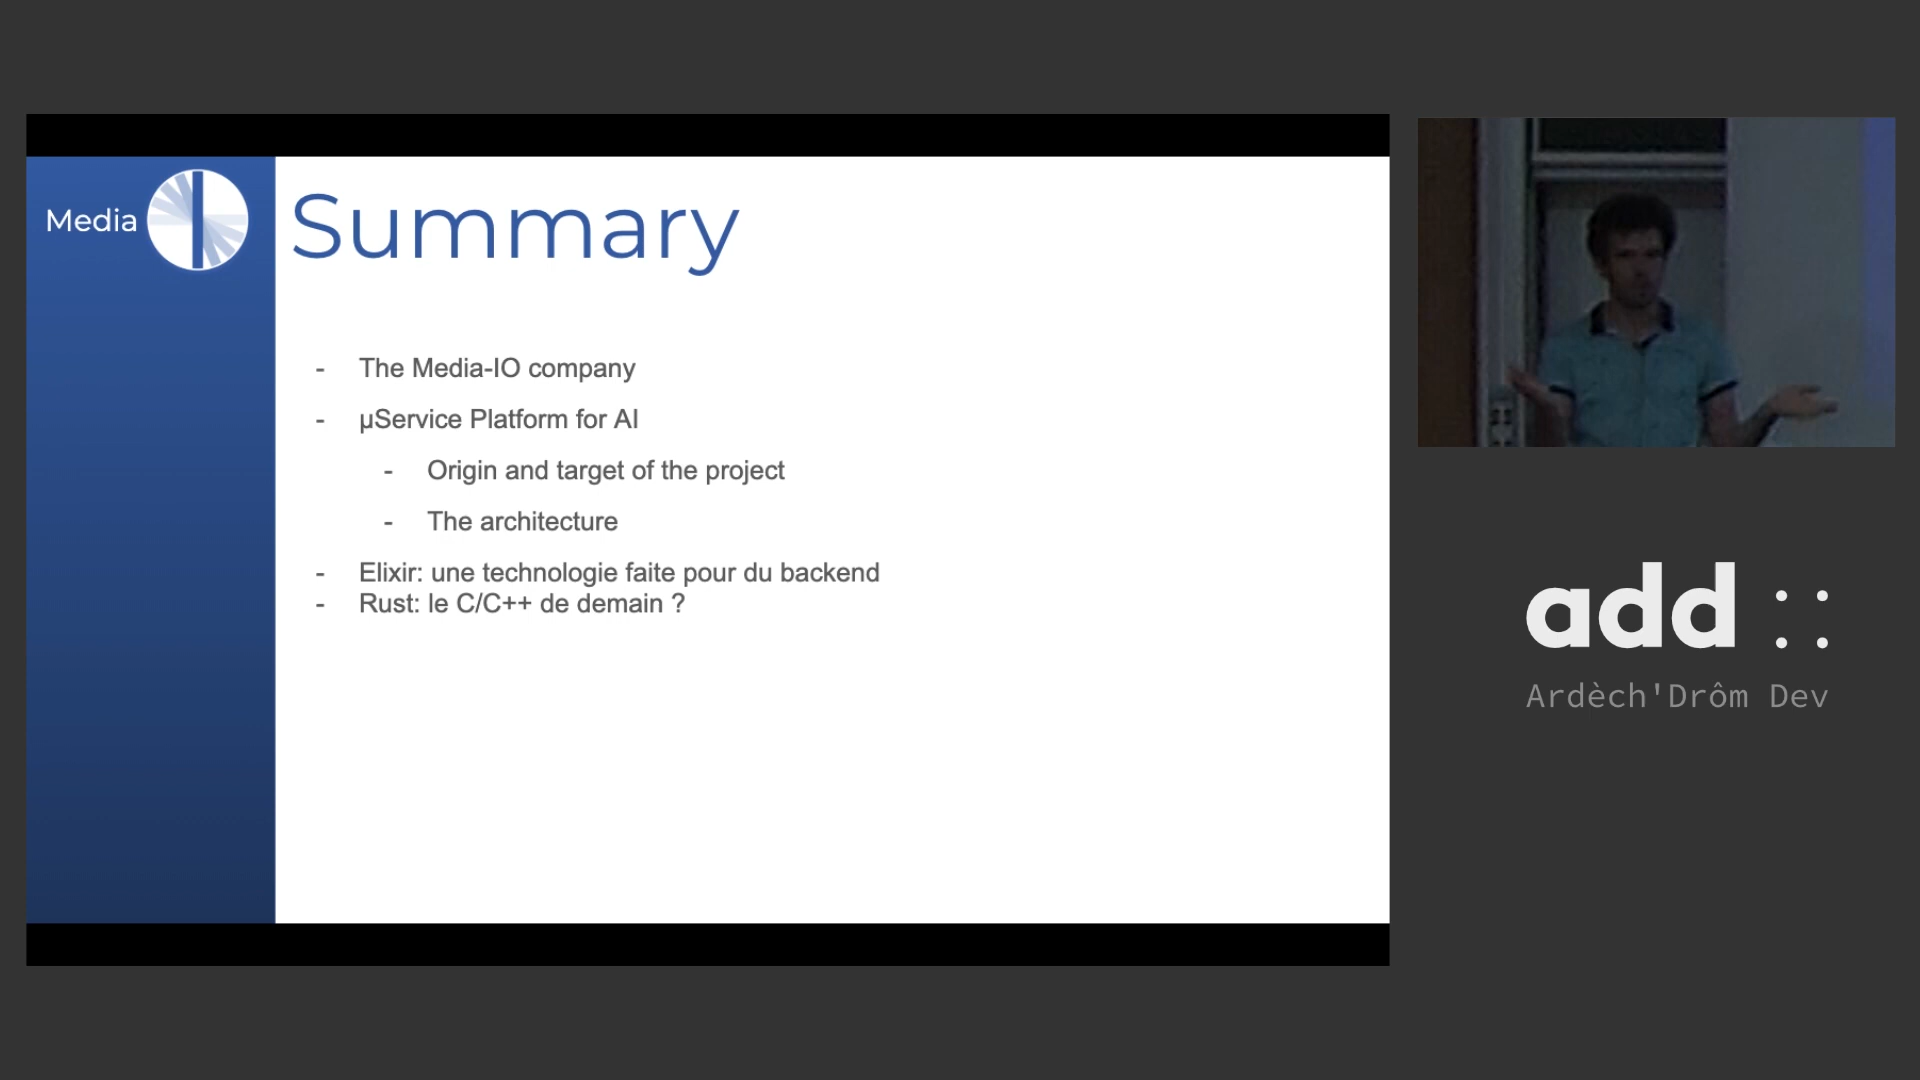 Media
Summary
- The Media-IO company
- µService Platform for AI
- Origin and target of the project
- The architecture
- Elixir: une technologie faite pour du backend
- Rust: le C/C++ de demain ?
add ::
Ardèch'Drôm Dev